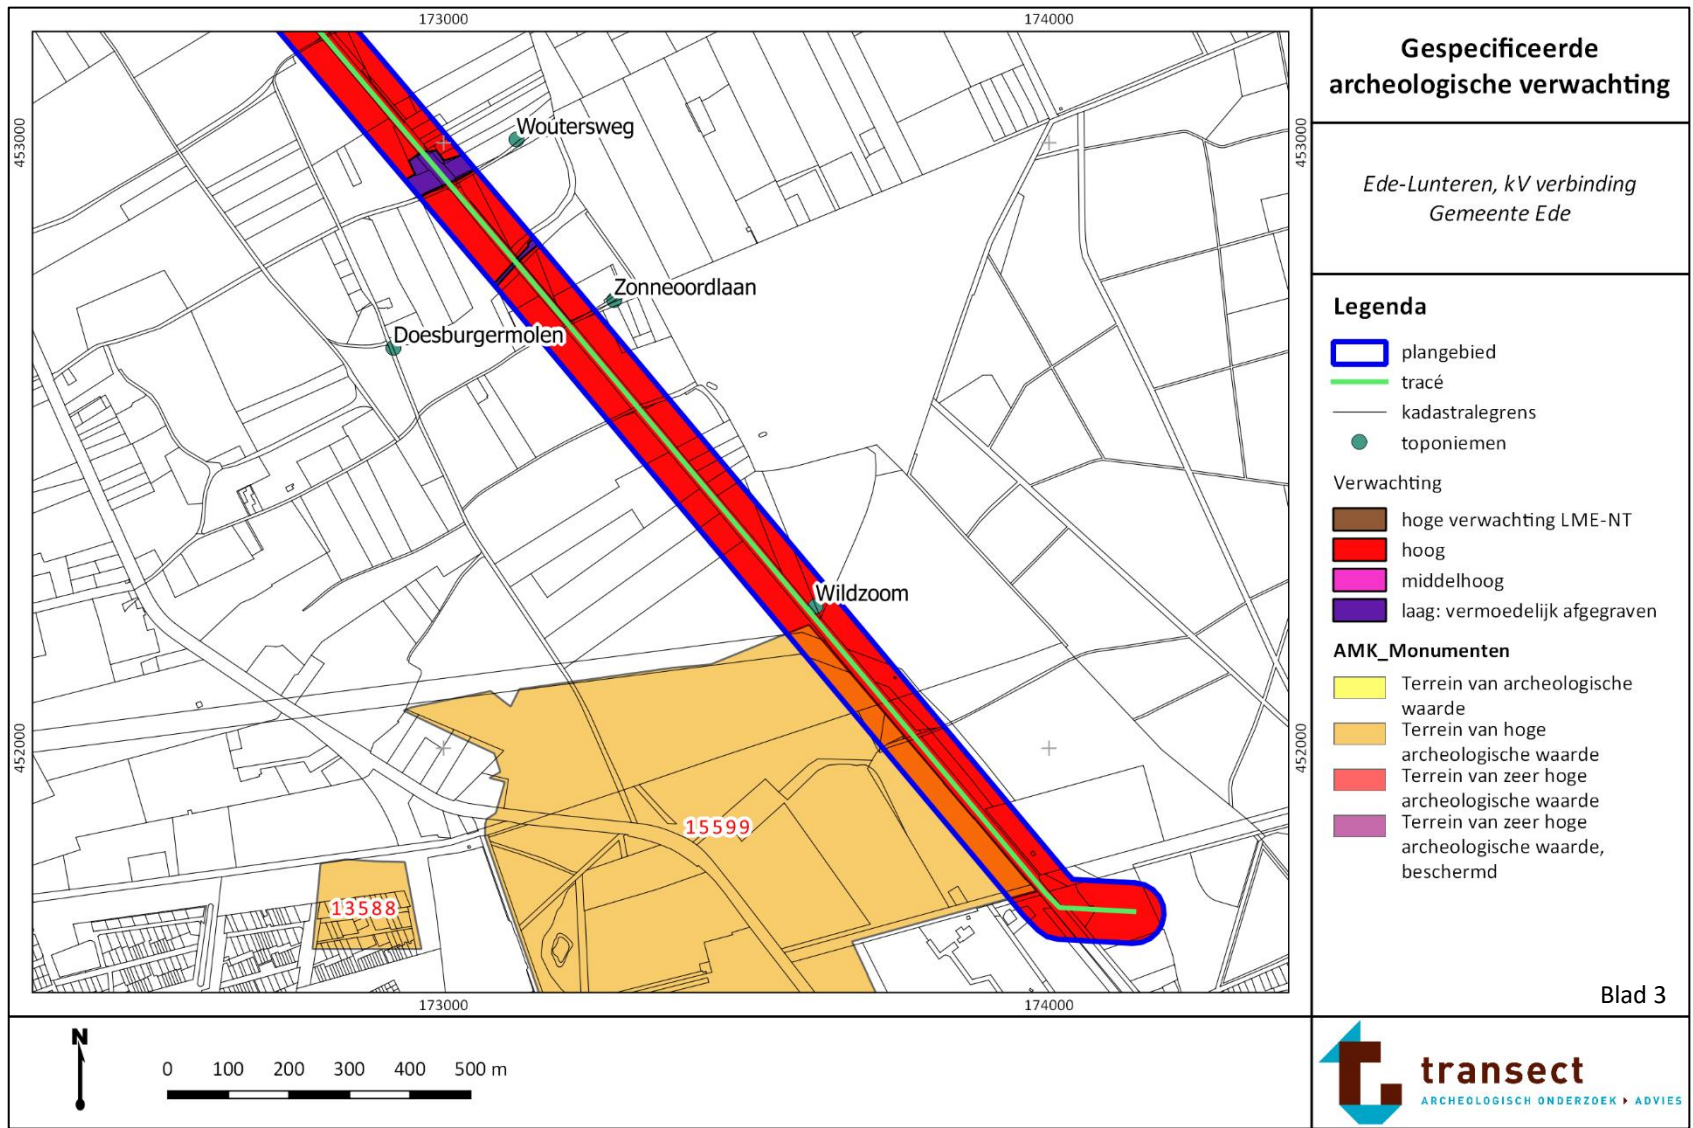 173000
174000
453000
453000
Woutersweg
Zonneoordlaan
Doesburgermolen
Wildzoom
452000
452000
15599
13588
173000
174000
Gespecificeerde
archeologische verwachting
Ede-Lunteren, kV verbinding
Gemeente Ede
Legenda
plangebied
tracé
kadastralegrens
toponiemen
Verwachting
hoge verwachting LME-NT
hoog
middelhoog
laag: vermoedelijk afgegraven
AMK_Monumenten
Terrein van archeologische
waarde
Terrein van hoge
archeologische waarde
Terrein van zeer hoge
archeologische waarde
Terrein van zeer hoge
archeologische waarde,
beschermd
Blad 3
N
0 100 200 300 400 500 m
transect
ARCHEOLOGISCH ONDERZOEK ▸ ADVIES